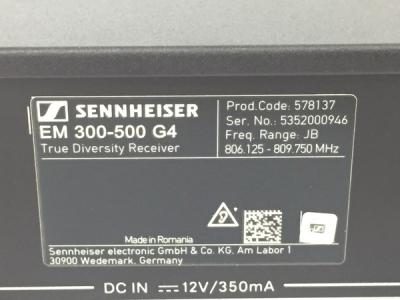 SENNHEISER
EM 300-500 G4
True Diversity Receiver
Prod.Code: 578137
Ser. No.: 5352000946
Freq. Range: JB
806.125 - 809.750 MHz
Made in Romania
Sennheiser electronic GmbH & Co. KG. Am Labor 1
30900 Wedemark, Germany
DC IN 12V/350mA